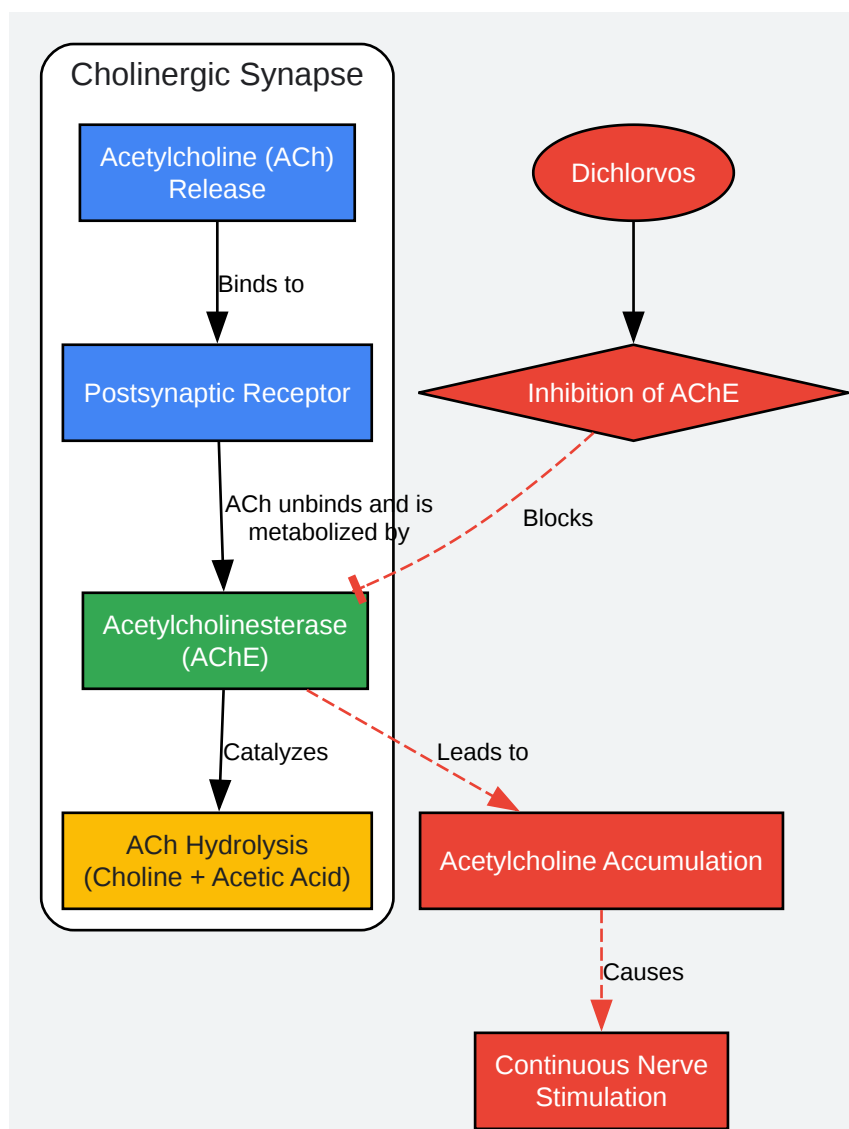 Cholinergic Synapse
Acetylcholine (ACh)
Release
Dichlorvos
Binds to
Postsynaptic Receptor
Inhibition of AChE
ACh unbinds and is
metabolized by
Blocks
Acetylcholinesterase
(AChE)
Catalyzes
Leads to
ACh Hydrolysis
(Choline + Acetic Acid)
Acetylcholine Accumulation
Causes
Continuous Nerve
Stimulation